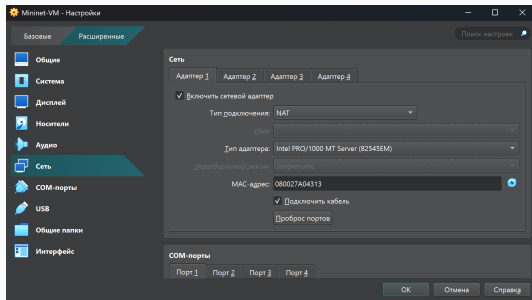 Mininet-VM - Настройки
Базовые Расширенные
Поиск настроек
Общие
Система
Дисплей
Носители
Аудио
Сеть
COM-порты
USB
Общие папки
Интерфейс
Сеть
Адаптер 1 Адаптер 2 Адаптер 3 Адаптер 4
Включить сетевой адаптер
Тип подключения: NAT
Имя:
Тип адаптера: Intel PRO/1000 MT Server (82545EM)
Неразборчивый режим: Запретить
MAC-адрес: 080027A04313
Подключить кабель
Проброс портов
COM-порты
Порт 1 Порт 2 Порт 3 Порт 4
OK Отмена Справка